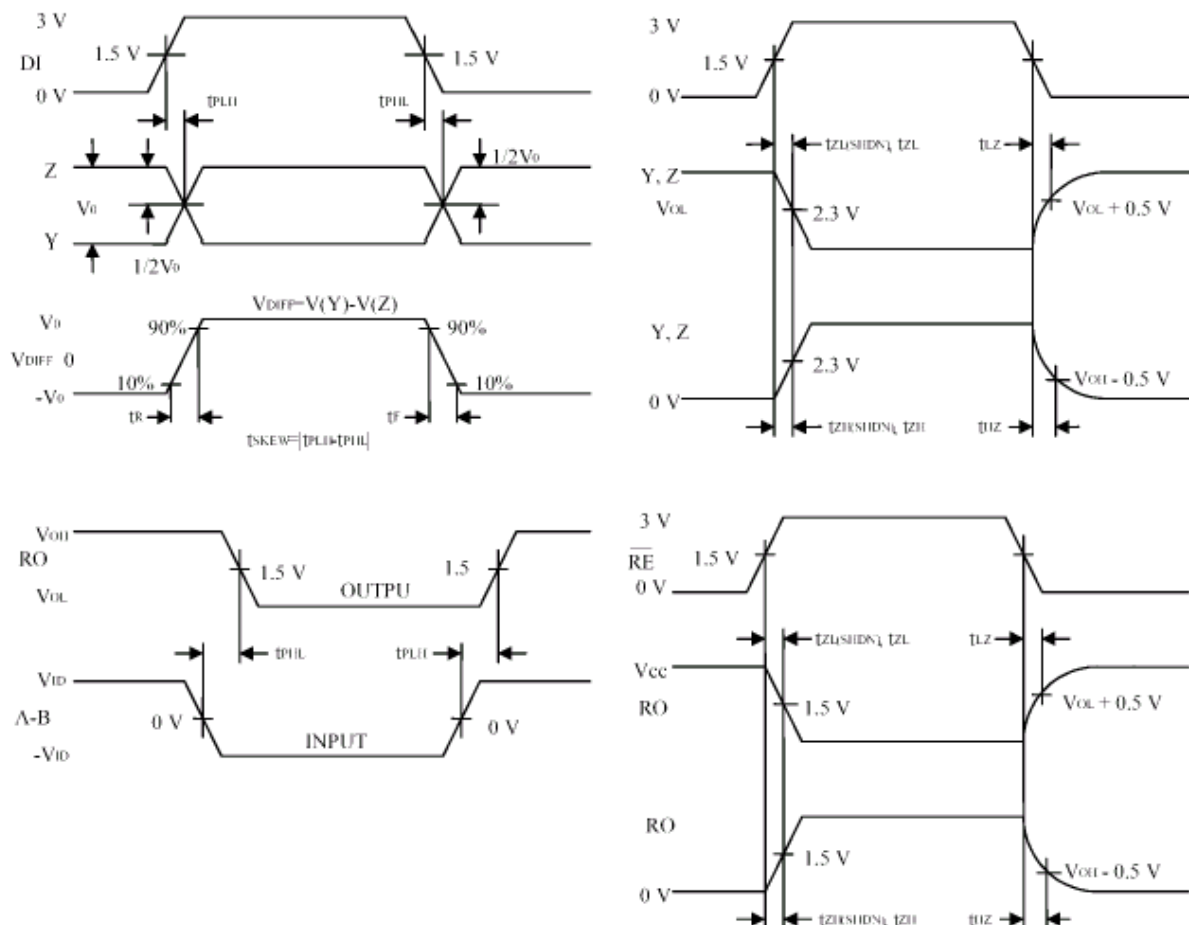 3 V
DI
1.5 V
1.5 V
0 V
tPLH
tPHL
Z
1/2V0
V0
Y
1/2V0
VDIFF=V(Y)-V(Z)
V0
90%
90%
VDIFF 0
10%
10%
-V0
tR
tF
tSKEW=|tPLH-tPHL|
3 V
1.5 V
0 V
tZL(SHDN), tZL
tLZ
Y, Z
VOL
2.3 V
VOL + 0.5 V
Y, Z
2.3 V
VOH - 0.5 V
0 V
tZH(SHDN), tZH
tHZ
VOH
RO
1.5 V
1.5
VOL
OUTPU
tPHL
tPLH
VID
A-B
0 V
0 V
INPUT
-VID
3 V
RE
1.5 V
0 V
tZL(SHDN), tZL
tLZ
Vcc
RO
1.5 V
VOL + 0.5 V
RO
1.5 V
VOH - 0.5 V
0 V
tZH(SHDN), tZH
tHZ